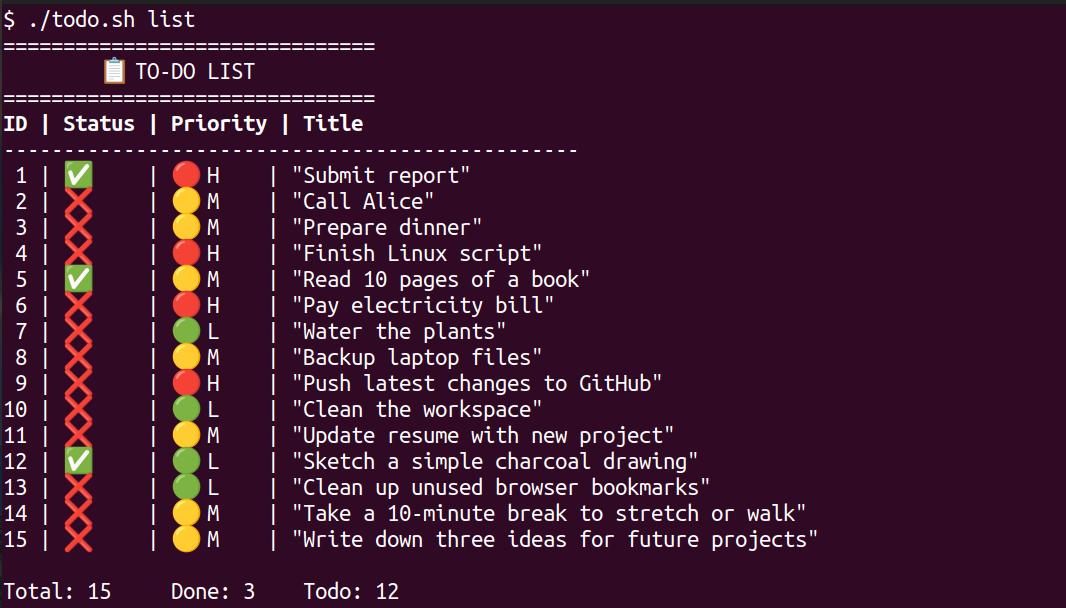 $ ./todo.sh list
===============================
📋 TO-DO LIST
===============================
ID | Status | Priority | Title
------------------------------------------------
1 | ✅ | 🔴 H | "Submit report"
2 | ❌ | 🟡 M | "Call Alice"
3 | ❌ | 🟡 M | "Prepare dinner"
4 | ❌ | 🔴 H | "Finish Linux script"
5 | ✅ | 🟡 M | "Read 10 pages of a book"
6 | ❌ | 🔴 H | "Pay electricity bill"
7 | ❌ | 🟢 L | "Water the plants"
8 | ❌ | 🟡 M | "Backup laptop files"
9 | ❌ | 🔴 H | "Push latest changes to GitHub"
10 | ❌ | 🟢 L | "Clean the workspace"
11 | ❌ | 🟡 M | "Update resume with new project"
12 | ✅ | 🟢 L | "Sketch a simple charcoal drawing"
13 | ❌ | 🟢 L | "Clean up unused browser bookmarks"
14 | ❌ | 🟡 M | "Take a 10-minute break to stretch or walk"
15 | ❌ | 🟡 M | "Write down three ideas for future projects"
Total: 15 Done: 3 Todo: 12